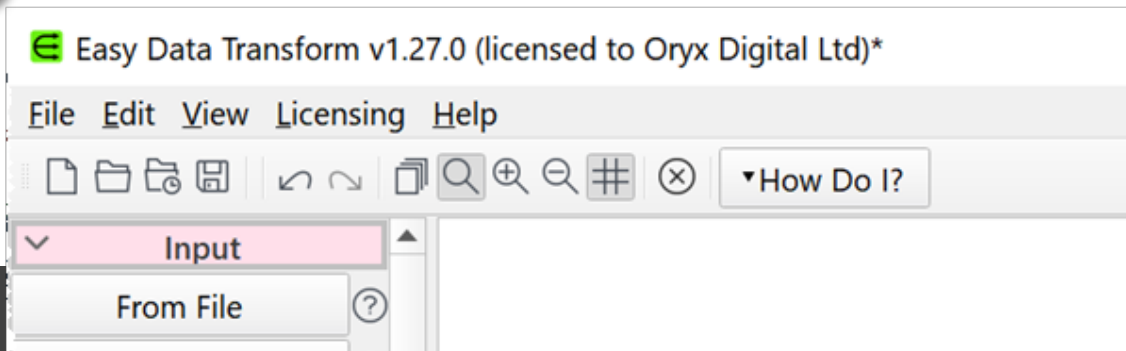 Easy Data Transform v1.27.0 (licensed to Oryx Digital Ltd)*
File Edit View Licensing Help
▼How Do I?
Input
From File
?